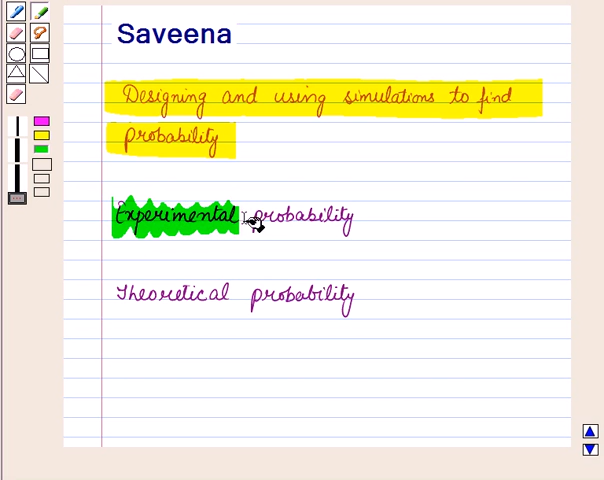 Saveena
Designing and using simulations to find
probability
Experimental probability
Theoretical probability